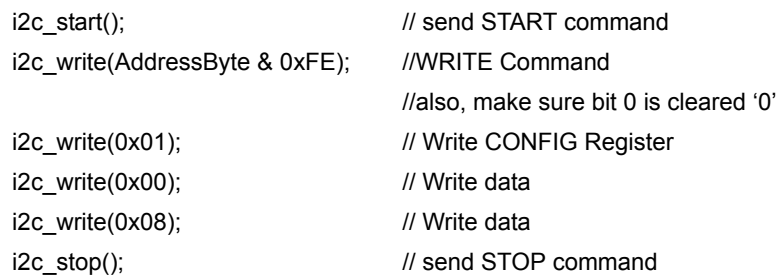 i2c_start(); // send START command
i2c_write(AddressByte & 0xFE); //WRITE Command
//also, make sure bit 0 is cleared ‘0’
i2c_write(0x01); // Write CONFIG Register
i2c_write(0x00); // Write data
i2c_write(0x08); // Write data
i2c_stop(); // send STOP command